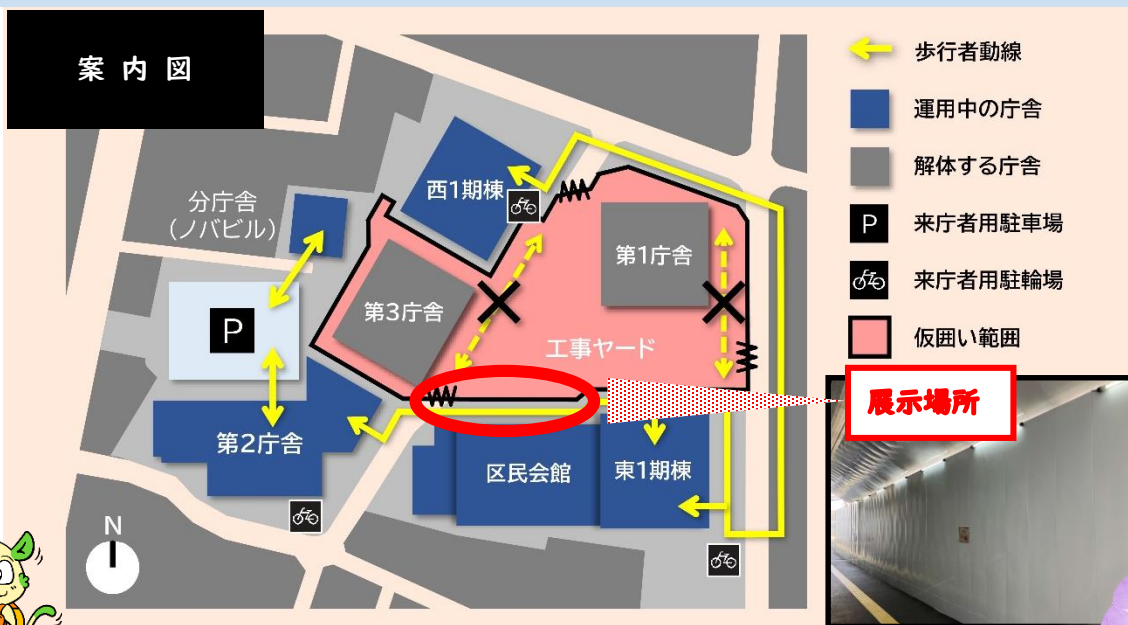 案内図
歩行者動線
運用中の庁舎
解体する庁舎
P
来庁者用駐車場
来庁者用駐輪場
仮囲い範囲
展示場所
西1期棟
分庁舎
(ノバビル)
第1庁舎
第3庁舎
P
工事ヤード
第2庁舎
区民会館
東1期棟
N